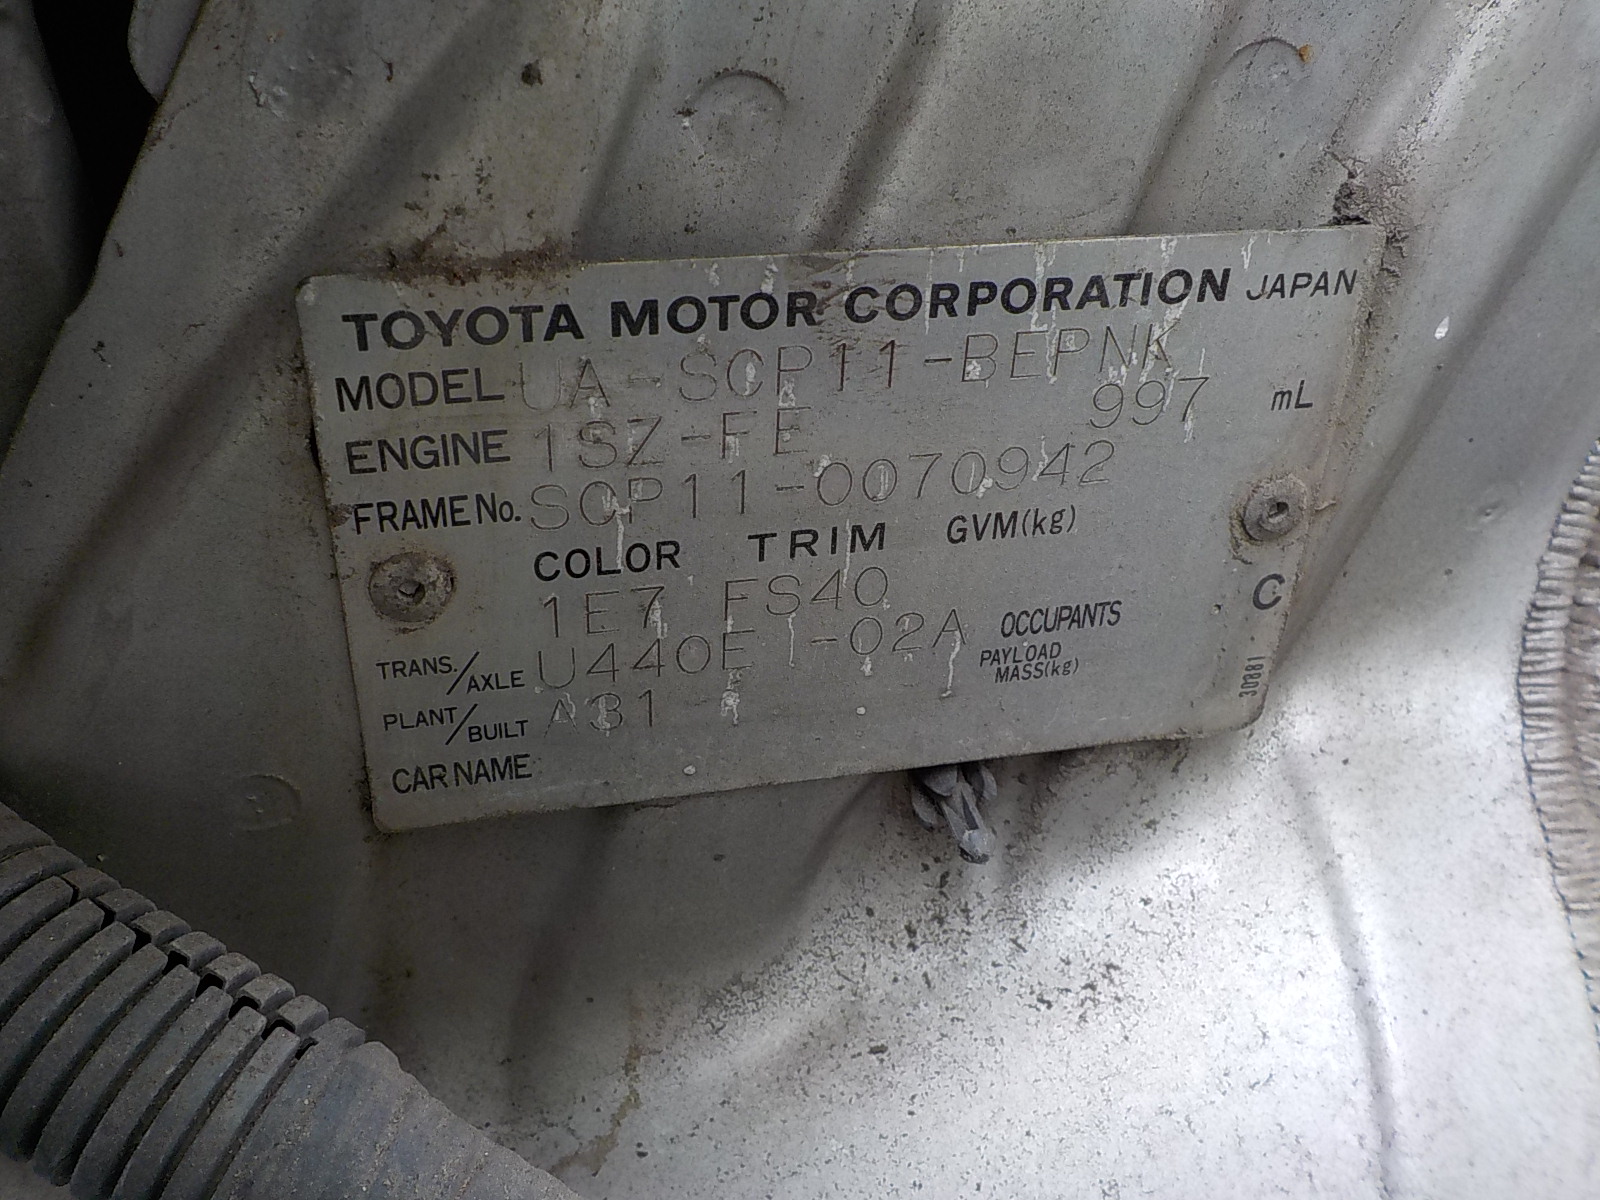 TOYOTA MOTOR CORPORATION JAPAN
MODEL UA-SCP11-BEPNK
ENGINE 1SZ-FE 997 mL
FRAME No. SCP11-0070942
COLOR TRIM GVM(kg)
1E7 FS40 C
TRANS./AXLE U440E -02A OCCUPANTS
PAYLOAD MASS(kg)
PLANT/BUILT A31
CAR NAME
30881